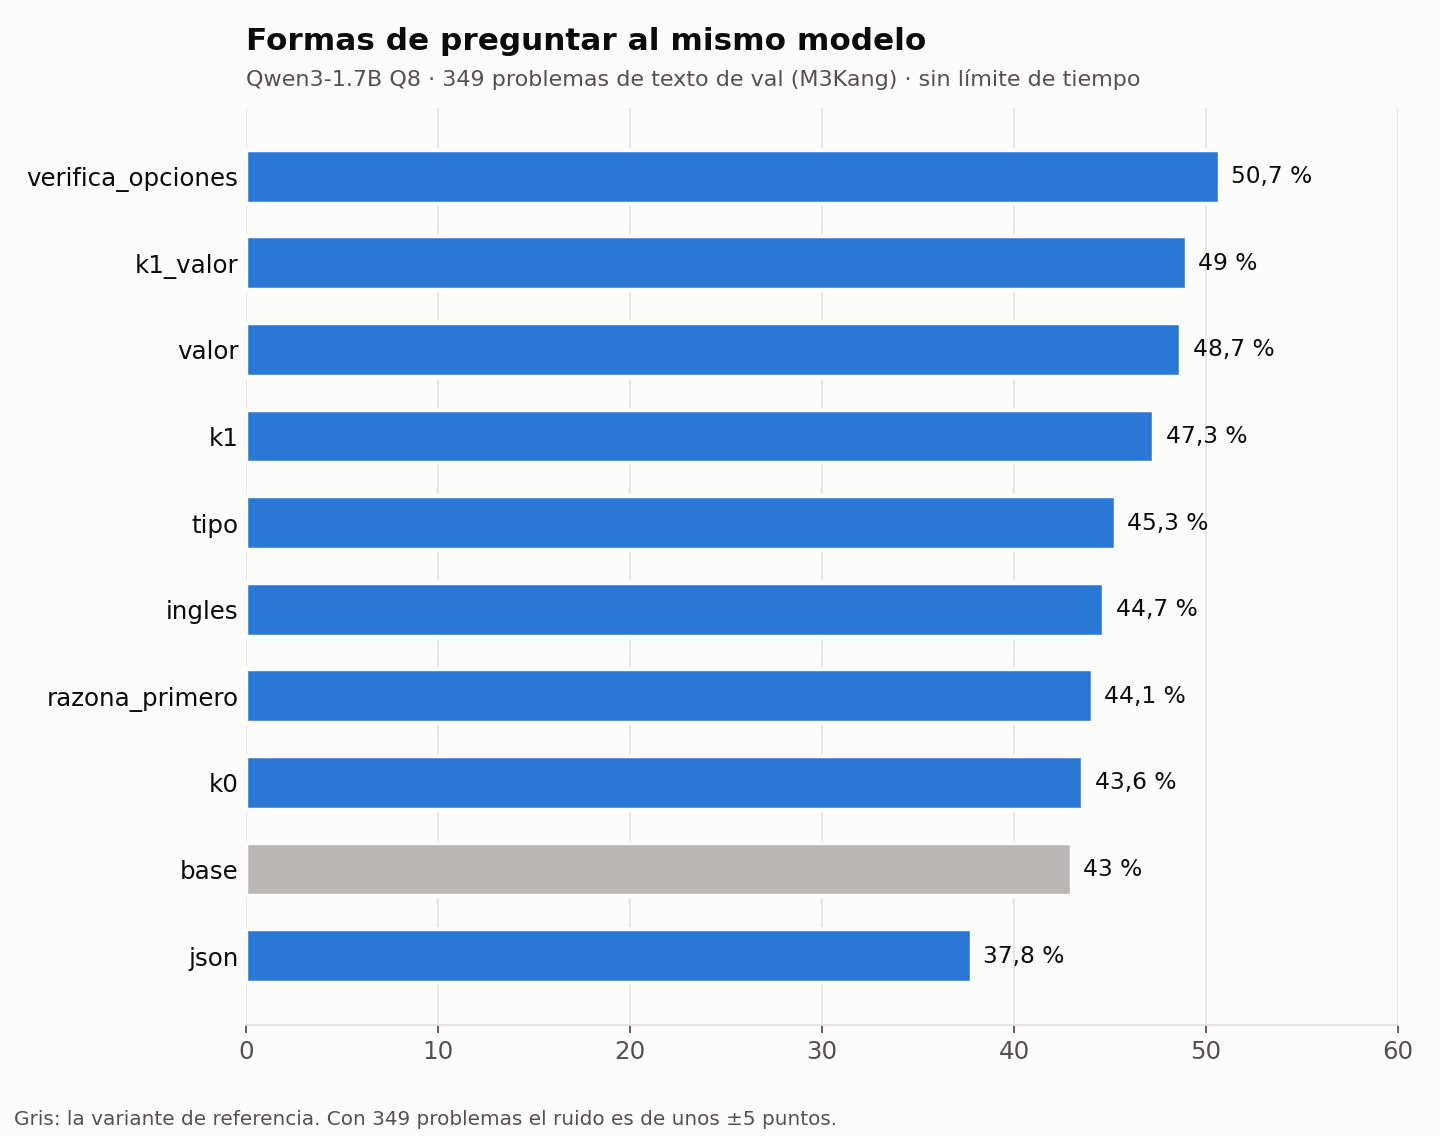 Formas de preguntar al mismo modelo
Qwen3-1.7B Q8 · 349 problemas de texto de val (M3Kang) · sin límite de tiempo
verifica_opciones 50,7 %
k1_valor 49 %
valor 48,7 %
k1 47,3 %
tipo 45,3 %
ingles 44,7 %
razona_primero 44,1 %
k0 43,6 %
base 43 %
json 37,8 %
0 10 20 30 40 50 60
Gris: la variante de referencia. Con 349 problemas el ruido es de unos ±5 puntos.